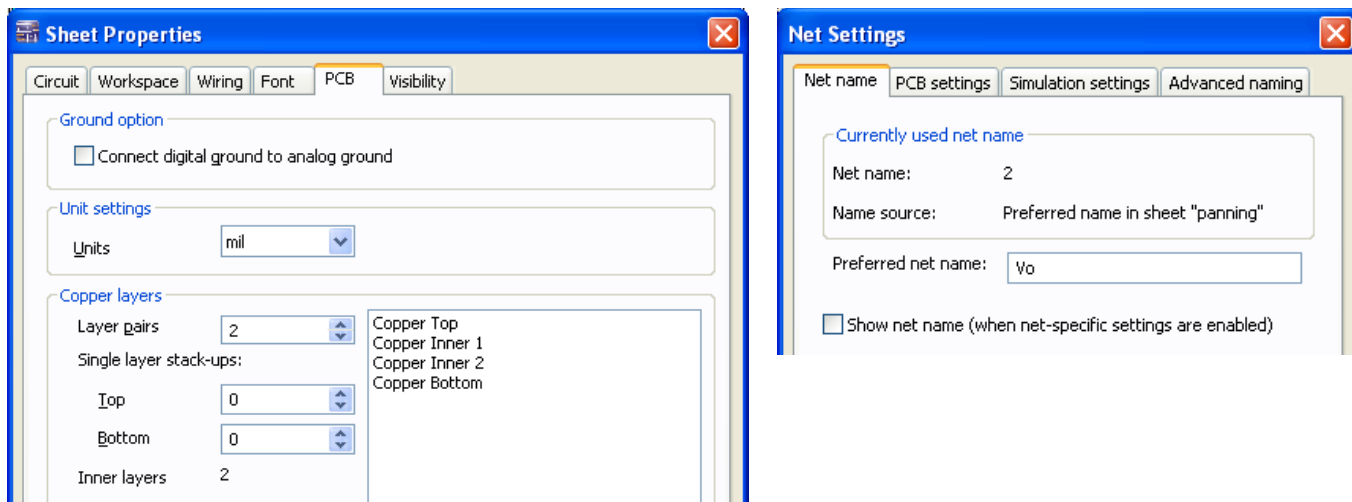 Sheet Properties
Circuit Workspace Wiring Font PCB Visibility
Ground option
Connect digital ground to analog ground
Unit settings
Units mil
Copper layers
Layer pairs 2
Single layer stack-ups:
Top 0
Bottom 0
Inner layers 2
Copper Top
Copper Inner 1
Copper Inner 2
Copper Bottom
Net Settings
Net name PCB settings Simulation settings Advanced naming
Currently used net name
Net name: 2
Name source: Preferred name in sheet "panning"
Preferred net name: Vo
Show net name (when net-specific settings are enabled)